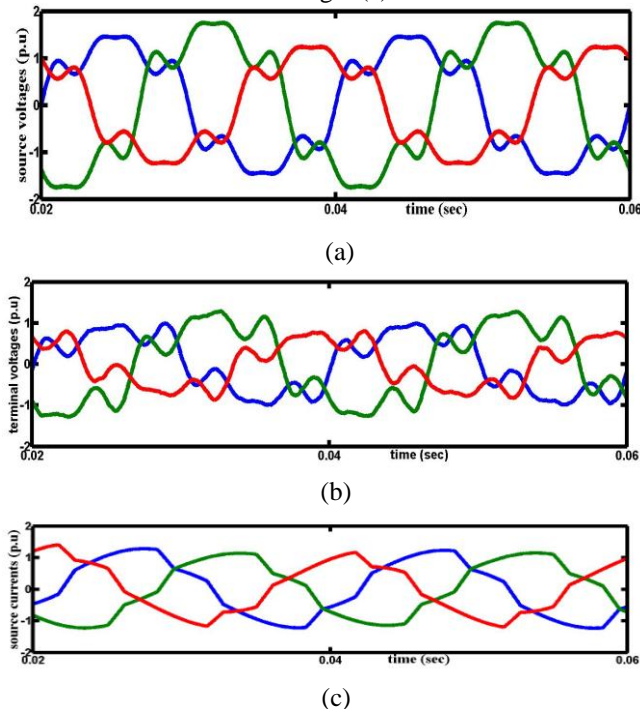 2
1
0
-1
-2
source voltages (p.u)
0.02
0.04
time (sec)
0.06
(a)
2
1
0
-1
-2
terminal voltages (p.u)
0.02
0.04
time (sec)
0.06
(b)
2
1
0
-1
-2
source currents (p.u)
0.02
0.04
time (sec)
0.06
(c)